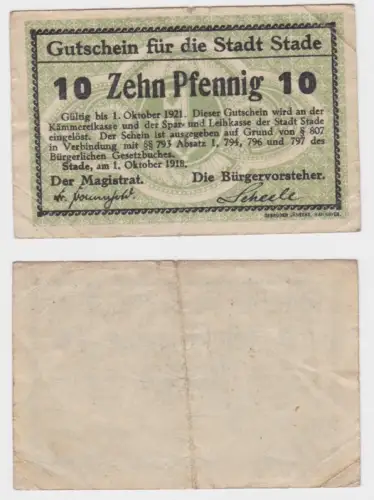 Gutschein für die Stadt Stade
10 Zehn Pfennig 10
Gültig bis 1. Oktober 1921. Dieser Gutschein wird an der
Kämmereikasse und der Spar- und Leihkasse der Stadt Stade
eingelöst. Der Schein ist ausgegeben auf Grund von § 807
in Verbindung mit §§ 793 Absatz 1, 794, 796 und 797 des
Bürgerlichen Gesetzbuches.
Stade, am 1. Oktober 1918.
Der Magistrat. Die Bürgervorsteher.
Scheele